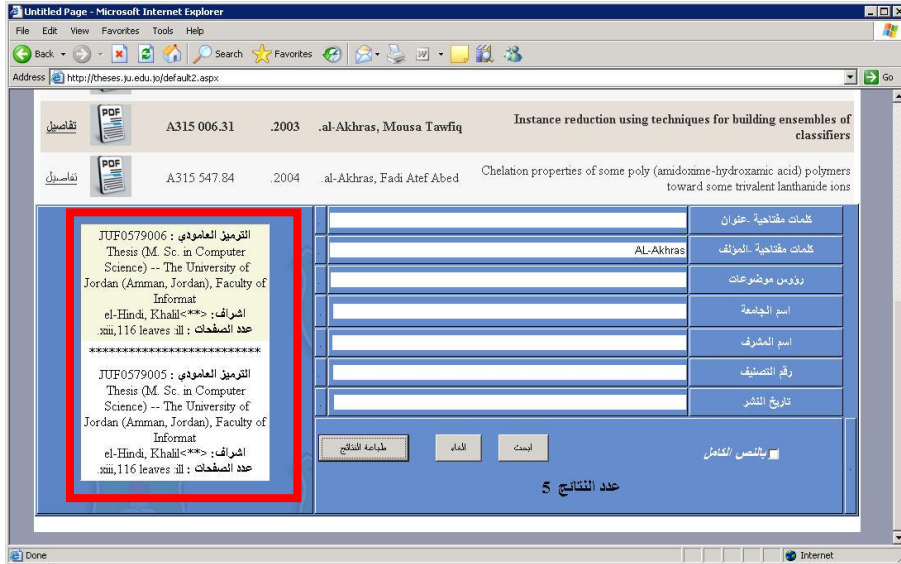 Untitled Page - Microsoft Internet Explorer
File Edit View Favorites Tools Help
Back Search Favorites
Address http://theses.ju.edu.jo/default2.aspx Go
Instance reduction using techniques for building ensembles of classifiers
.al-Akhras, Mousa Tawfiq
.2003
A315 006.31
PDF
تفاصيل
Chelation properties of some poly (amidoxime-hydroxamic acid) polymers toward some trivalent lanthanide ions
.al-Akhras, Fadi Atef Abed
.2004
A315 547.84
PDF
تفاصيل
كلمات مفتاحية -عنوان
كلمات مفتاحية -المؤلف
AL-Akhras
رؤوس موضوعات
اسم الجامعة
اسم المشرف
رقم التصنيف
تاريخ النشر
بالنص الكامل
ابحث
الغاء
طباعة النتائج
عدد النتائج 5
الترميز العامودي : JUF0579006
Thesis (M. Sc. in Computer
Science) -- The University of
Jordan (Amman, Jordan), Faculty of
Informat
اشراف: <**>el-Hindi, Khalil
عدد الصفحات : xiii,116 leaves :ill.
**************************
الترميز العامودي : JUF0579005
Thesis (M. Sc. in Computer
Science) -- The University of
Jordan (Amman, Jordan), Faculty of
Informat
اشراف: <**>el-Hindi, Khalil
عدد الصفحات : xiii,116 leaves :ill.
Done
Internet